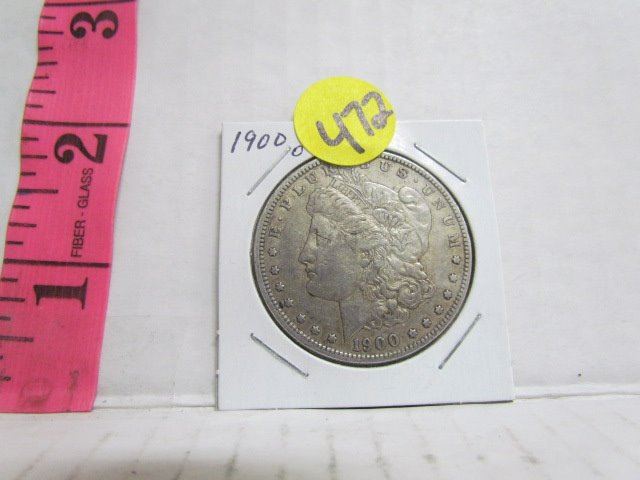 3
2
1
FIBER - GLASS
1900 o
472
E · PLURIBUS · UNUM
1900